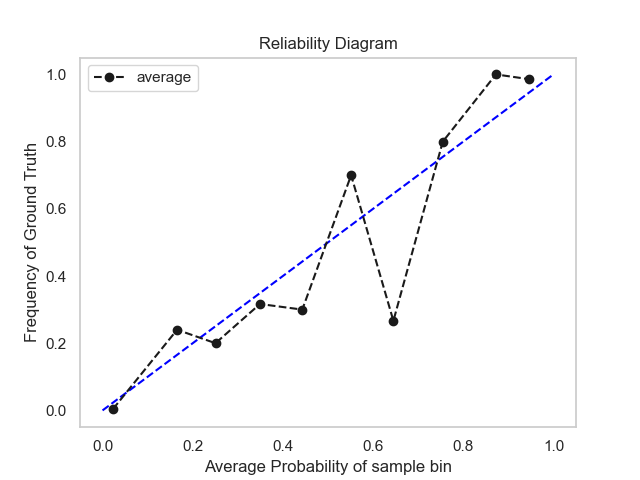 Reliability Diagram
average
Frequency of Ground Truth
1.0
0.8
0.6
0.4
0.2
0.0
0.0 0.2 0.4 0.6 0.8 1.0
Average Probability of sample bin